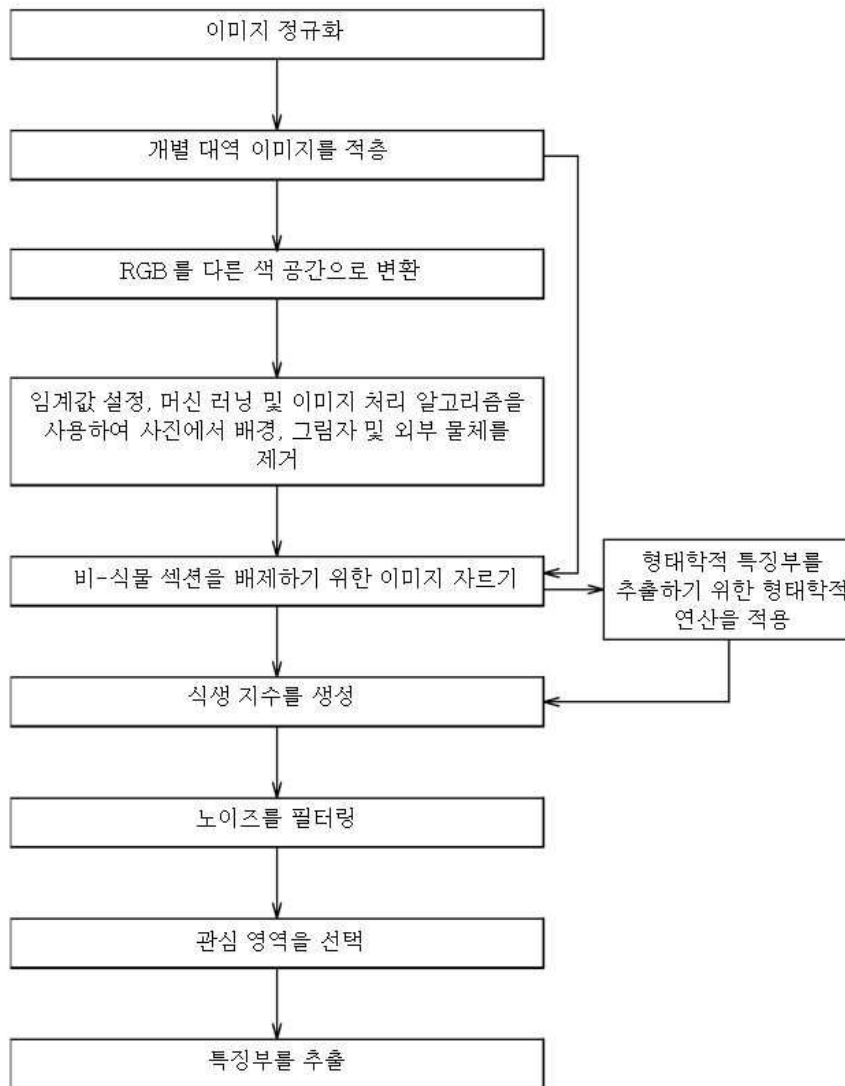 이미지 정규화
개별 대역 이미지를 적층
RGB를 다른 색 공간으로 변환
임계값 설정, 머신 러닝 및 이미지 처리 알고리즘을
사용하여 사진에서 배경, 그림자 및 외부 물체를
제거
비-식물 섹션을 배제하기 위한 이미지 자르기
형태학적 특징부를
추출하기 위한 형태학적
연산을 적용
식생 지수를 생성
노이즈를 필터링
관심 영역을 선택
특징부를 추출